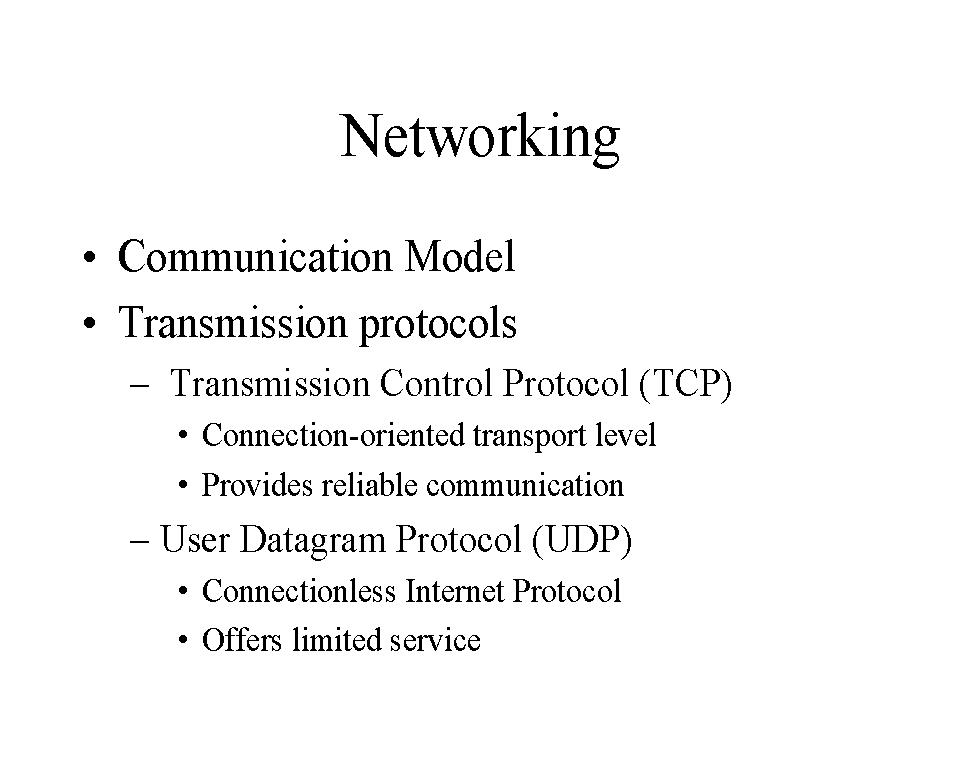 Networking
• Communication Model
• Transmission protocols
– Transmission Control Protocol (TCP)
• Connection-oriented transport level
• Provides reliable communication
– User Datagram Protocol (UDP)
• Connectionless Internet Protocol
• Offers limited service